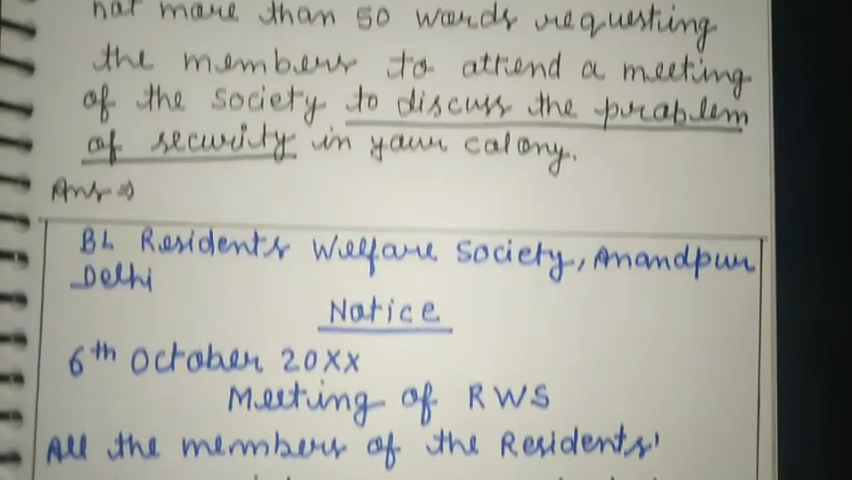 not more than 50 words requesting
the members to attend a meeting
of the society to discuss the problem
of security in your colony.
Ans ⇒
BL Residents Welfare Society, Anandpur
Delhi
Notice
6th October 20XX
Meeting of RWS
All the members of the Residents'